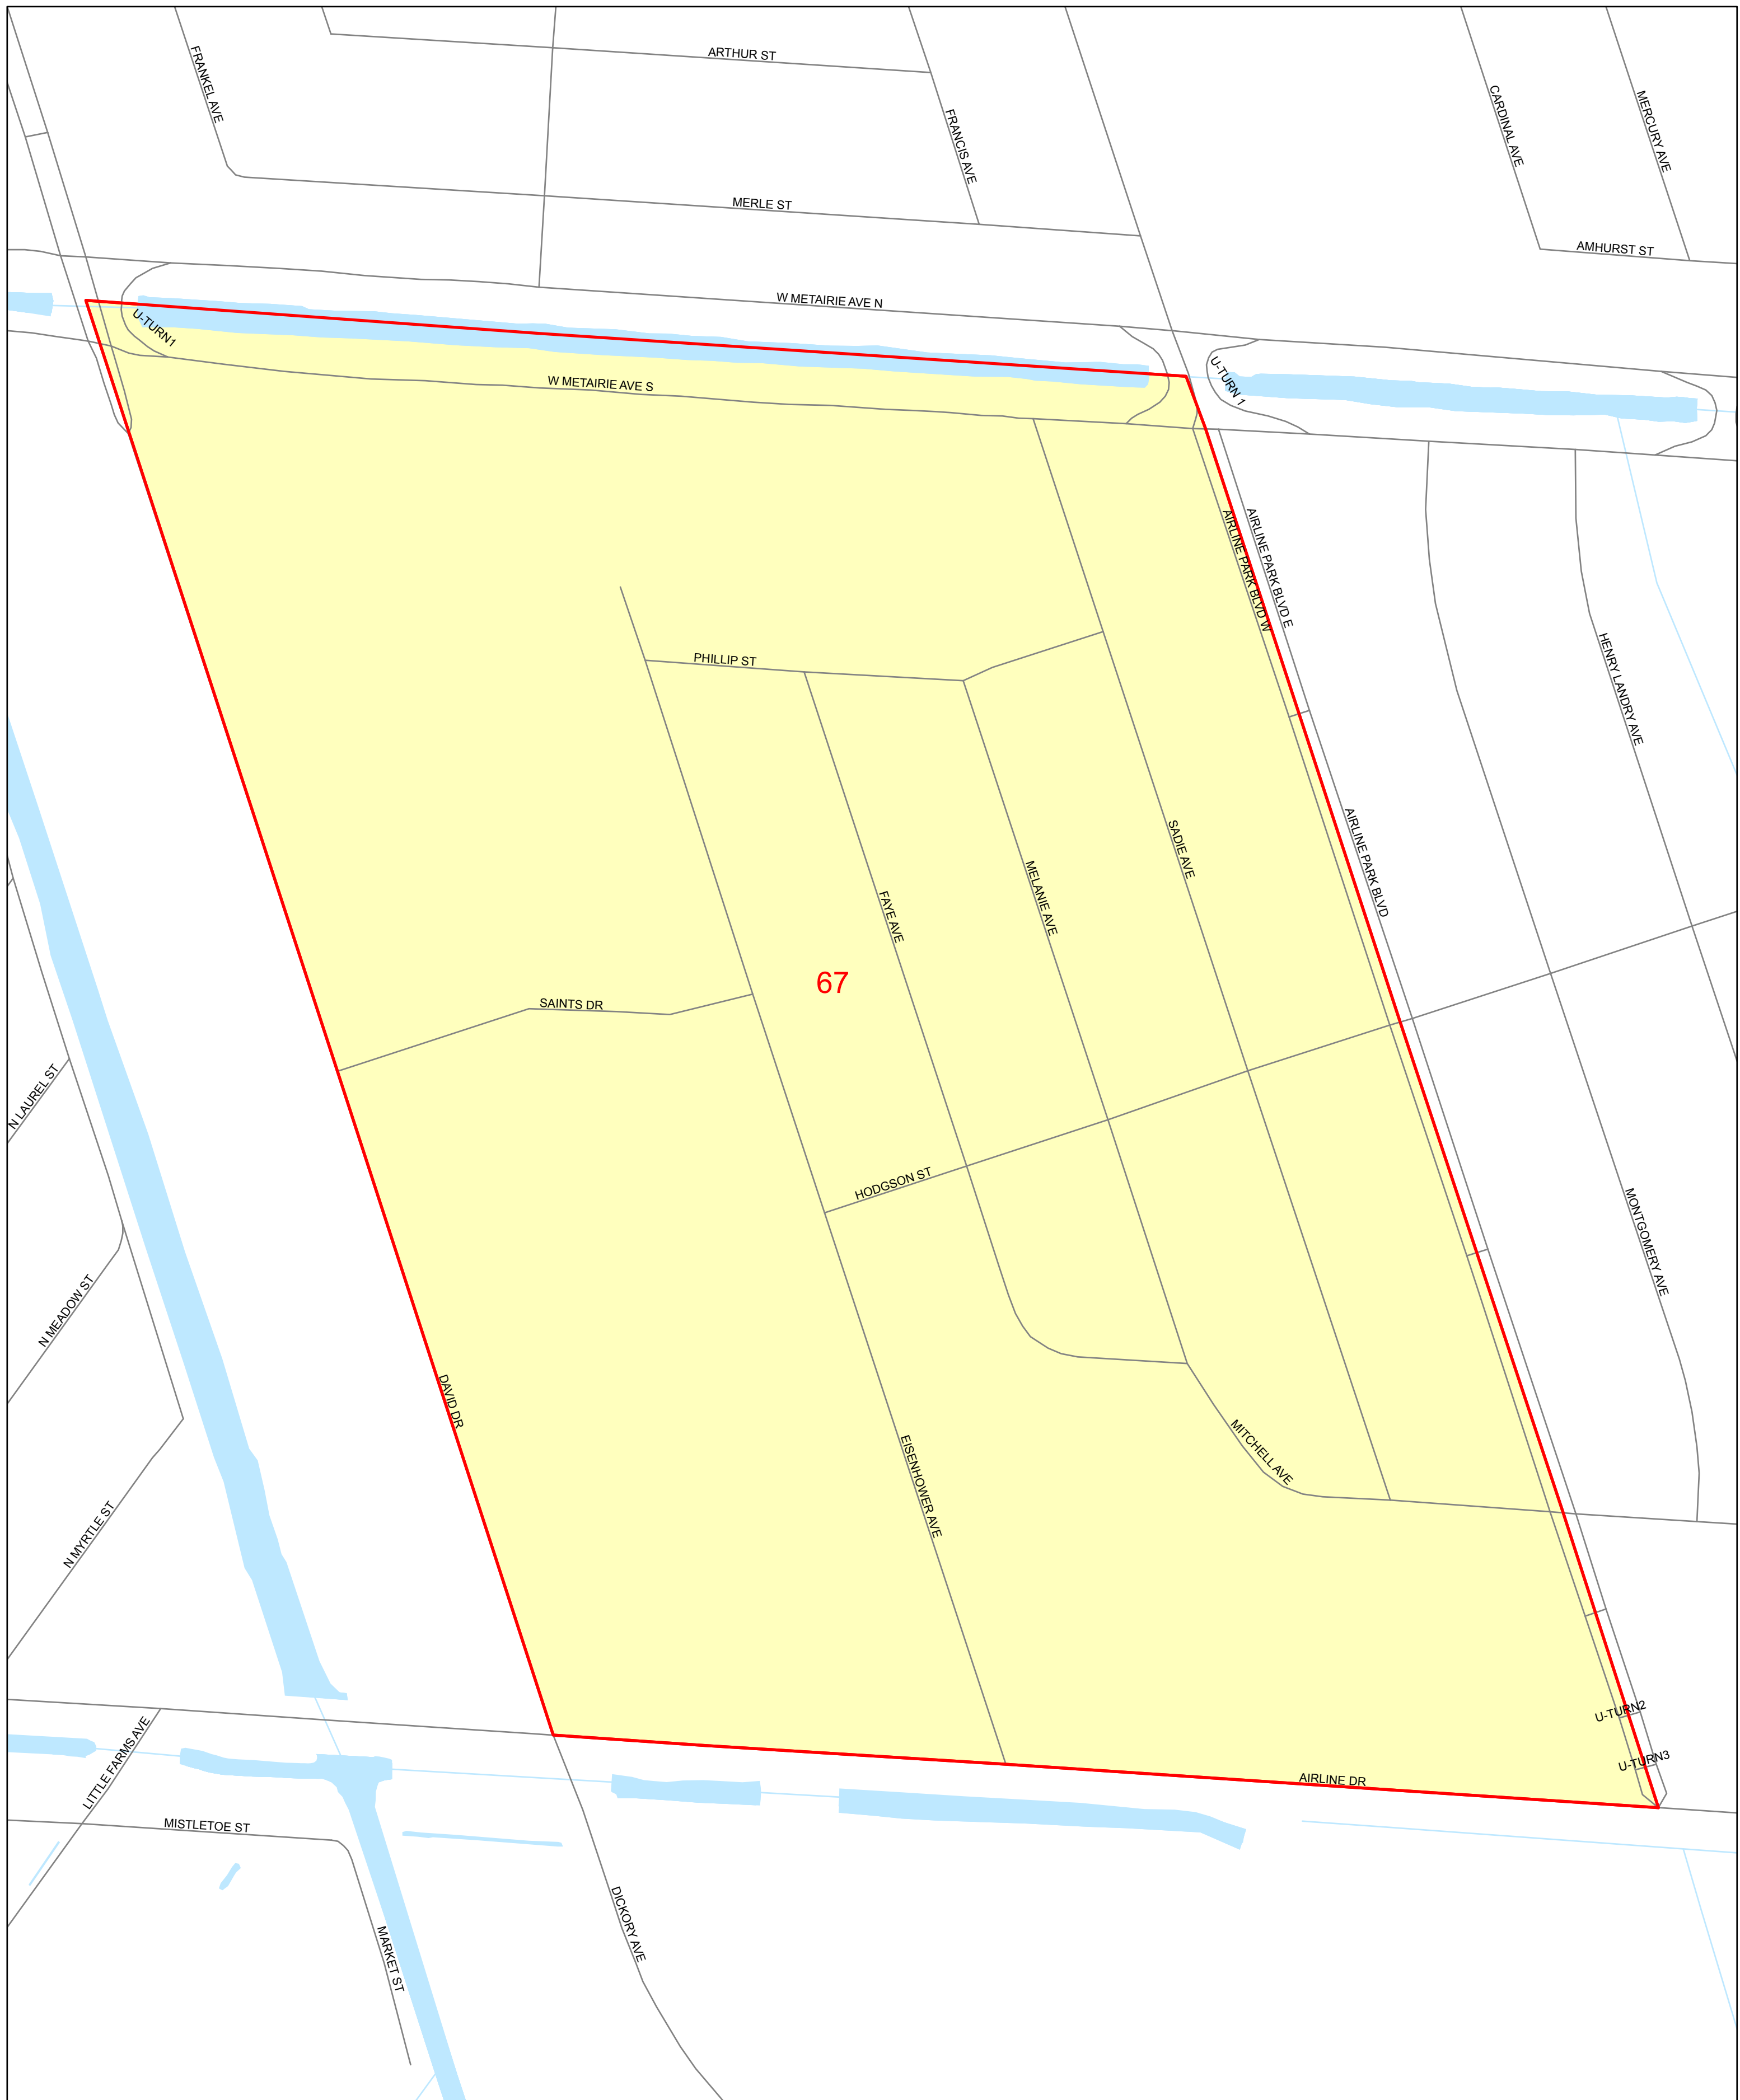 ARTHUR ST
FRANKEL AVE
CARDINAL AVE
MERCURY AVE
FRANCIS AVE
MERLE ST
AMHURST ST
W METAIRIE AVE N
U-TURN1
U-TURN 1
W METAIRIE AVE S
AIRLINE PARK BLVD W
AIRLINE PARK BLVD E
PHILLIP ST
HENRY LANDRY AVE
SADIE AVE
AIRLINE PARK BLVD
MELANIE AVE
FAYE AVE
67
SAINTS DR
N LAUREL ST
HODGSON ST
MONTGOMERY AVE
N MEADOW ST
DAVID DR
MITCHELL AVE
EISENHOWER AVE
N MYRTLE ST
U-TURN2
LITTLE FARMS AVE
U-TURN3
AIRLINE DR
MISTLETOE ST
DICKORY AVE
MARKET ST